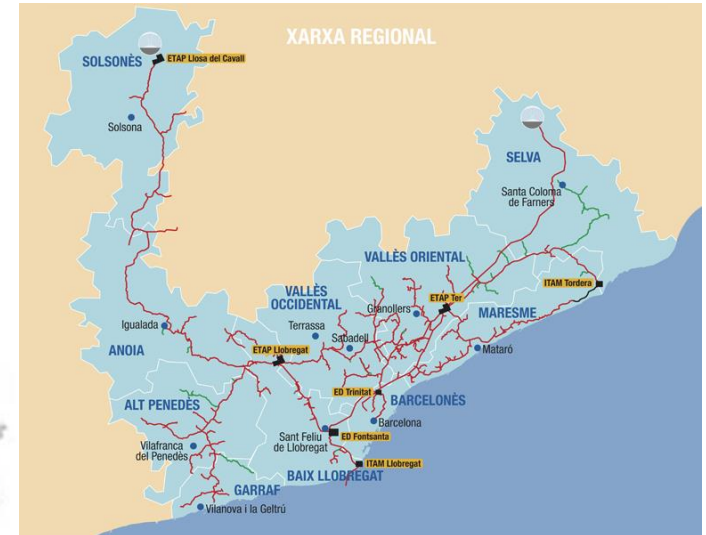 XARXA REGIONAL
SOLSONÈS
ETAP Llosa del Cavall
Solsona
SELVA
Santa Coloma
de Farners
VALLÈS ORIENTAL
ITAM Tordera
VALLÈS
OCCIDENTAL
ETAP Ter
Granollers
MARESME
Terrassa
Igualada
Sabadell
ANOIA
ETAP Llobregat
Mataró
ED Trinitat
BARCELONÈS
ALT PENEDÈS
Barcelona
Sant Feliu
de Llobregat
ED Fontsanta
Vilafranca
del Penedès
ITAM Llobregat
BAIX LLOBREGAT
GARRAF
Vilanova i la Geltrú